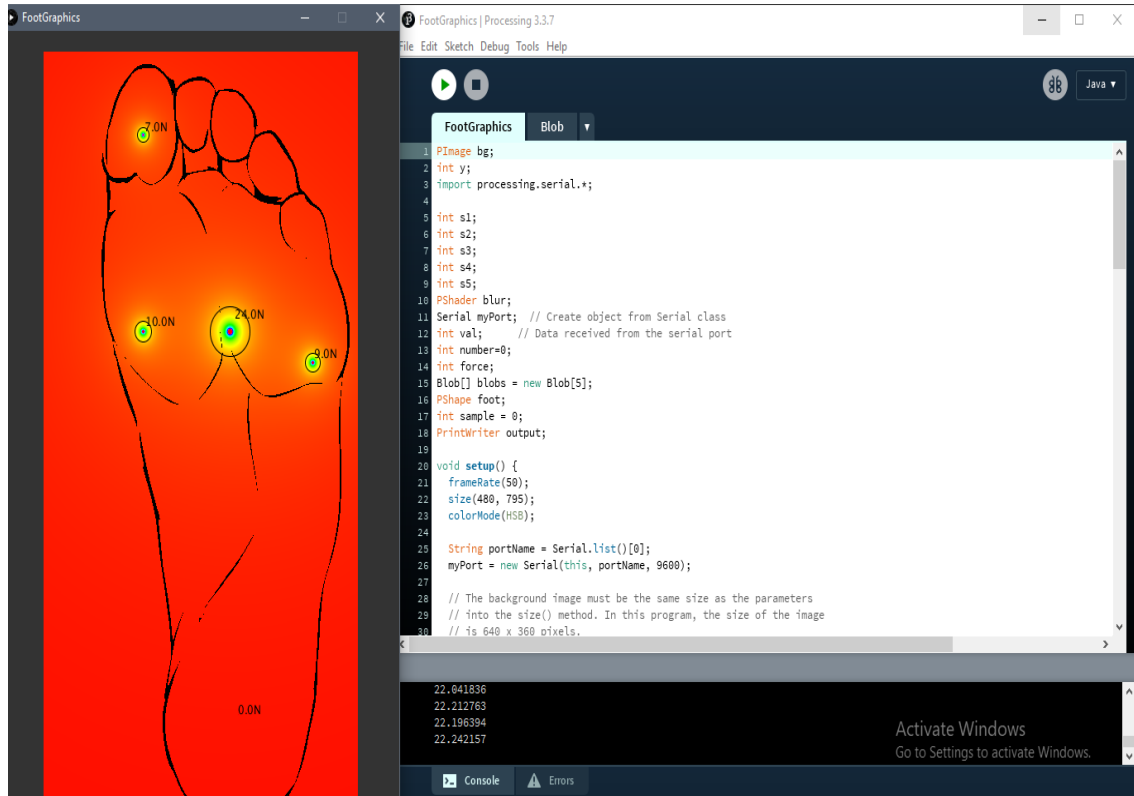 FootGraphics
7.0N
10.0N
24.0N
9.0N
0.0N
FootGraphics | Processing 3.3.7
File Edit Sketch Debug Tools Help
Java ▼
FootGraphics Blob ▼
1 PImage bg;
2 int y;
3 import processing.serial.*;
4
5 int s1;
6 int s2;
7 int s3;
8 int s4;
9 int s5;
10 PShader blur;
11 Serial myPort;  // Create object from Serial class
12 int val;      // Data received from the serial port
13 int number=0;
14 int force;
15 Blob[] blobs = new Blob[5];
16 PShape foot;
17 int sample = 0;
18 PrintWriter output;
19
20 void setup() {
21   frameRate(50);
22   size(480, 795);
23   colorMode(HSB);
24
25   String portName = Serial.list()[0];
26   myPort = new Serial(this, portName, 9600);
27
28   // The background image must be the same size as the parameters
29   // into the size() method. In this program, the size of the image
30   // is 640 x 360 pixels.
22.041836
22.212763
22.196394
22.242157
Activate Windows
Go to Settings to activate Windows.
Console Errors